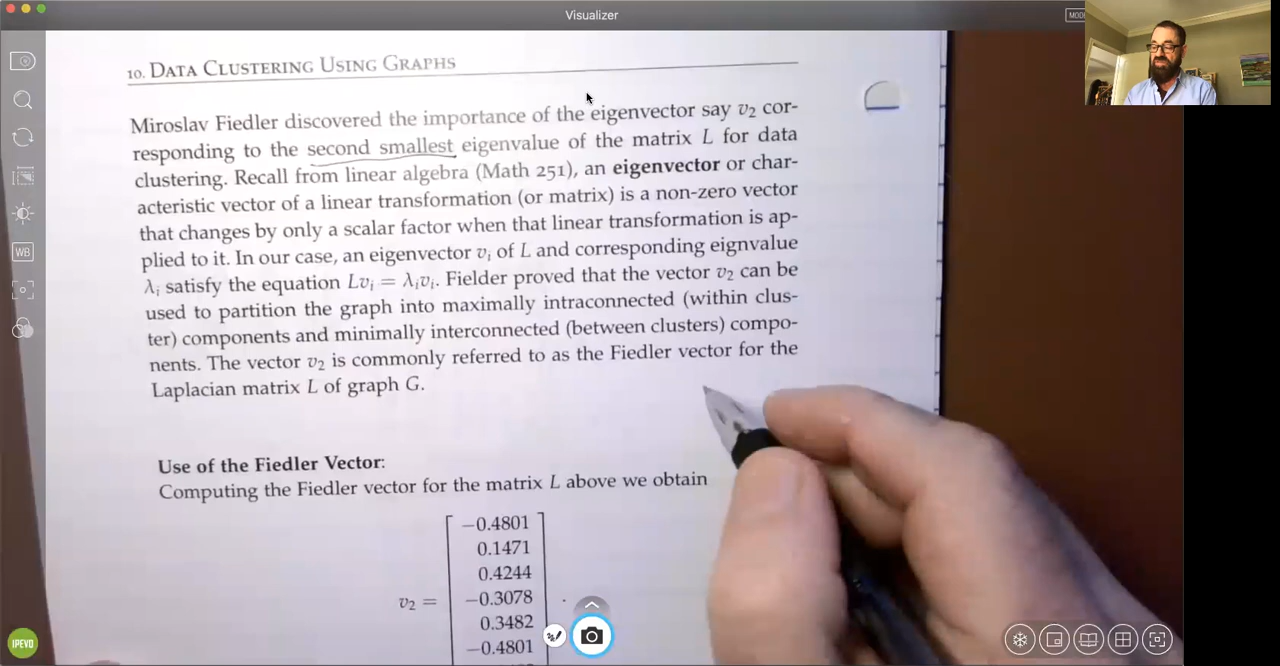 Visualizer
MOD
10. DATA CLUSTERING USING GRAPHS
Miroslav Fiedler discovered the importance of the eigenvector say v₂ cor-
responding to the second smallest eigenvalue of the matrix L for data
clustering. Recall from linear algebra (Math 251), an eigenvector or char-
acteristic vector of a linear transformation (or matrix) is a non-zero vector
that changes by only a scalar factor when that linear transformation is ap-
plied to it. In our case, an eigenvector vᵢ of L and corresponding eignvalue
λᵢ satisfy the equation Lvᵢ = λᵢvᵢ. Fielder proved that the vector v₂ can be
used to partition the graph into maximally intraconnected (within clus-
ter) components and minimally interconnected (between clusters) compo-
nents. The vector v₂ is commonly referred to as the Fiedler vector for the
Laplacian matrix L of graph G.
Use of the Fiedler Vector:
Computing the Fiedler vector for the matrix L above we obtain
−0.4801
0.1471
0.4244
v₂ = −0.3078 .
0.3482
−0.4801
WB
IPEVO